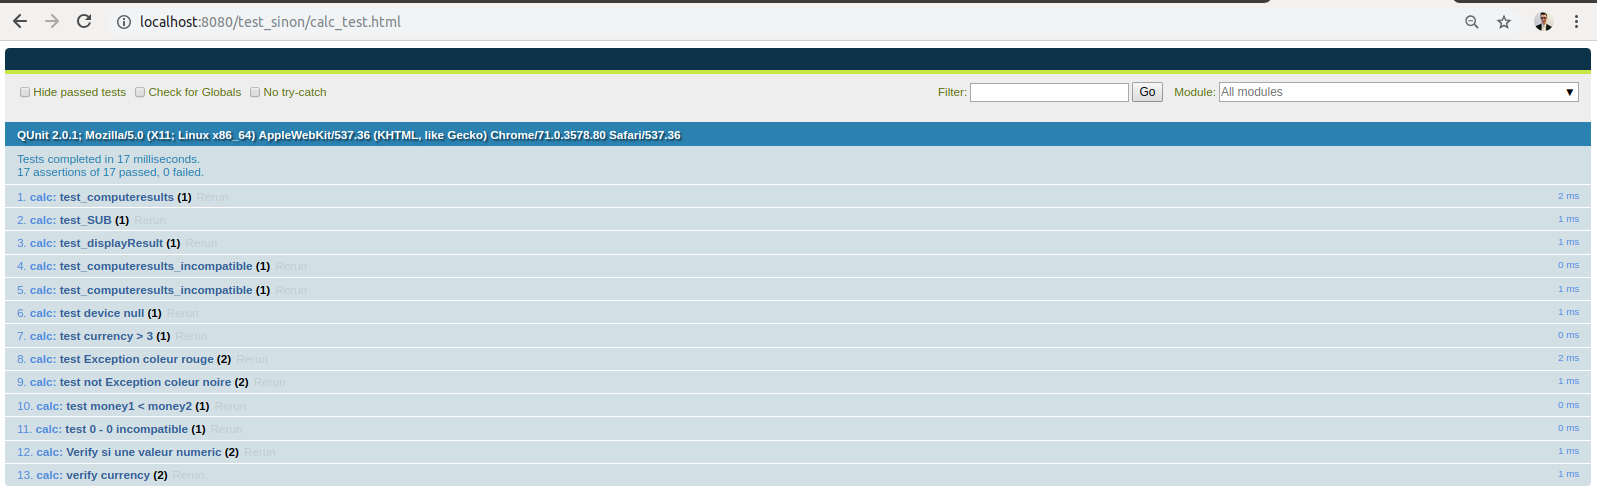 localhost:8080/test_sinon/calc_test.html
Hide passed tests Check for Globals No try-catch Filter: Go Module: All modules ▼
QUnit 2.0.1; Mozilla/5.0 (X11; Linux x86_64) AppleWebKit/537.36 (KHTML, like Gecko) Chrome/71.0.3578.80 Safari/537.36
Tests completed in 17 milliseconds.
17 assertions of 17 passed, 0 failed.
1. calc: test_computeresults (1) Rerun 2 ms
2. calc: test_SUB (1) Rerun 1 ms
3. calc: test_displayResult (1) Rerun 1 ms
4. calc: test_computeresults_incompatible (1) Rerun 0 ms
5. calc: test_computeresults_incompatible (1) Rerun 1 ms
6. calc: test device null (1) Rerun 1 ms
7. calc: test currency > 3 (1) Rerun 0 ms
8. calc: test Exception coleur rouge (2) Rerun 2 ms
9. calc: test not Exception coleur noire (2) Rerun 1 ms
10. calc: test money1 < money2 (1) Rerun 0 ms
11. calc: test 0 - 0 incompatible (1) Rerun 0 ms
12. calc: Verify si une valeur numeric (2) Rerun 1 ms
13. calc: verify currency (2) Rerun 1 ms